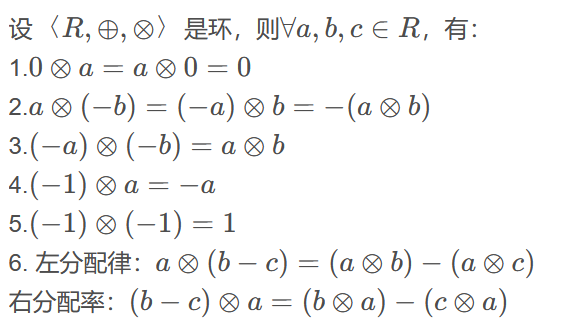 设〈R, ⊕, ⊗〉是环，则∀a, b, c ∈ R，有：
1.0 ⊗ a = a ⊗ 0 = 0
2.a ⊗ (−b) = (−a) ⊗ b = −(a ⊗ b)
3.(−a) ⊗ (−b) = a ⊗ b
4.(−1) ⊗ a = −a
5.(−1) ⊗ (−1) = 1
6. 左分配律：a ⊗ (b − c) = (a ⊗ b) − (a ⊗ c)
右分配率：(b − c) ⊗ a = (b ⊗ a) − (c ⊗ a)